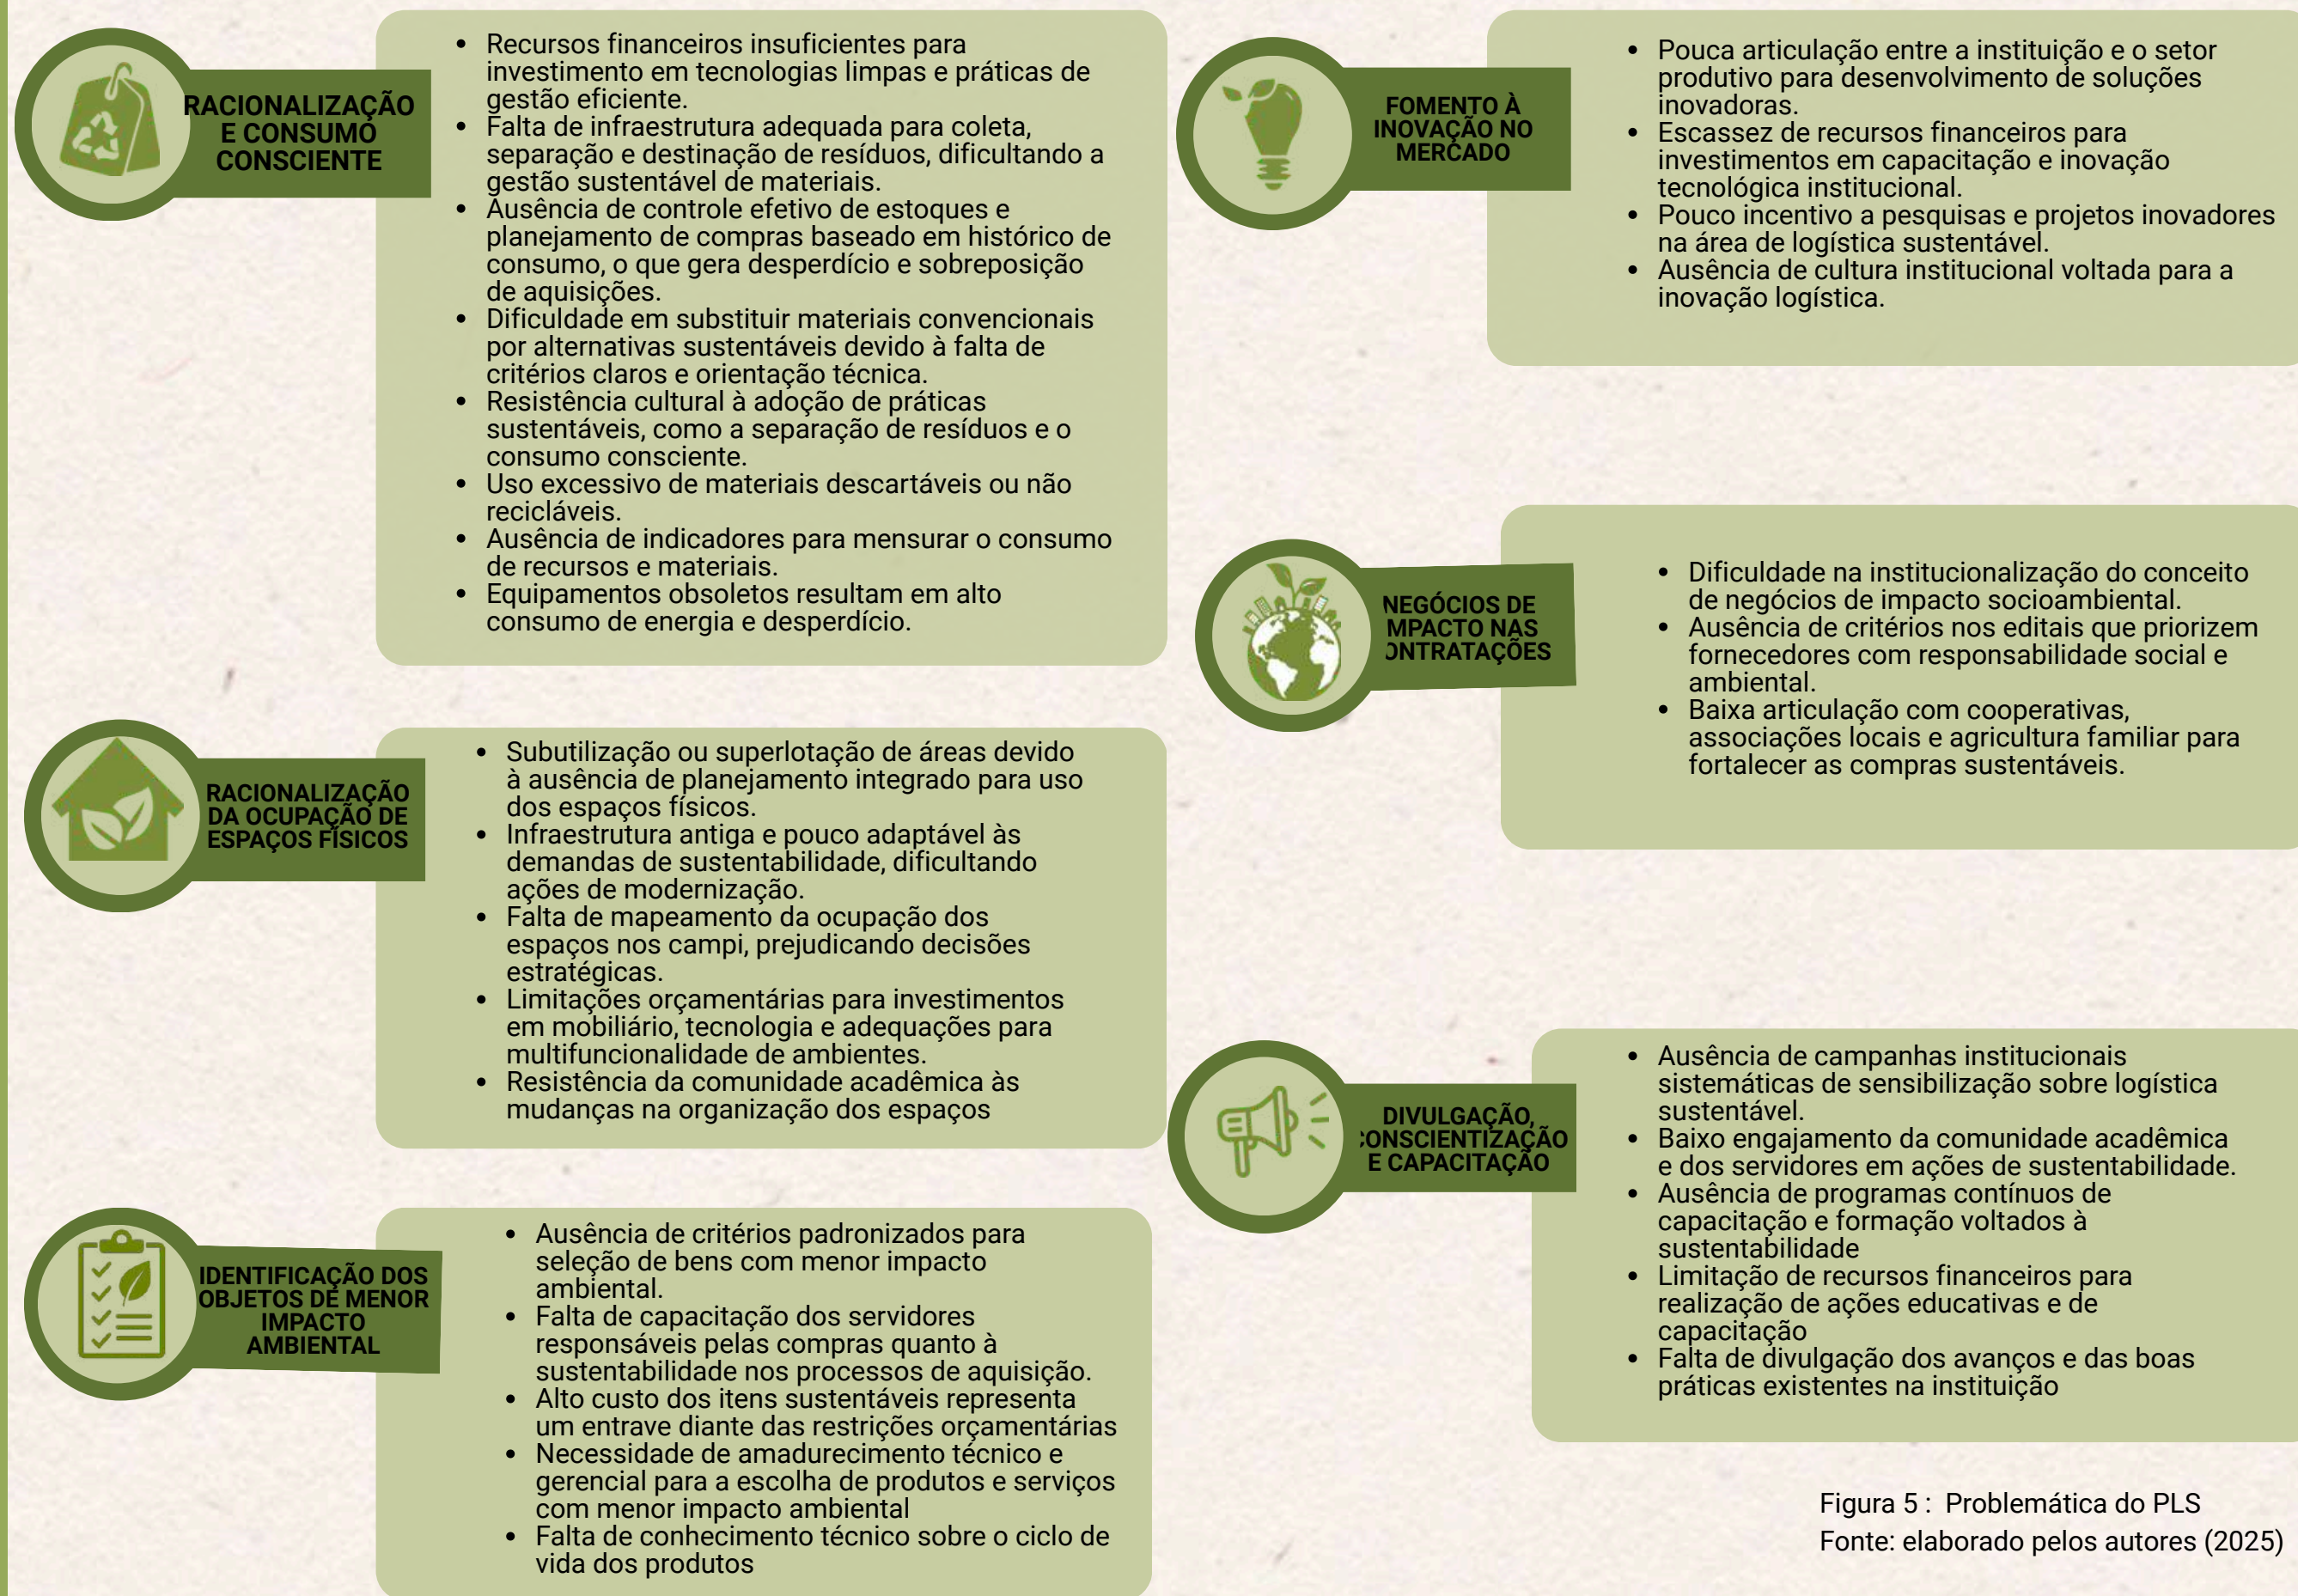 RACIONALIZAÇÃO
E CONSUMO
CONSCIENTE
• Recursos financeiros insuficientes para
investimento em tecnologias limpas e práticas de
gestão eficiente.
• Falta de infraestrutura adequada para coleta,
separação e destinação de resíduos, dificultando a
gestão sustentável de materiais.
• Ausência de controle efetivo de estoques e
planejamento de compras baseado em histórico de
consumo, o que gera desperdício e sobreposição
de aquisições.
• Dificuldade em substituir materiais convencionais
por alternativas sustentáveis devido à falta de
critérios claros e orientação técnica.
• Resistência cultural à adoção de práticas
sustentáveis, como a separação de resíduos e o
consumo consciente.
• Uso excessivo de materiais descartáveis ou não
recicláveis.
• Ausência de indicadores para mensurar o consumo
de recursos e materiais.
• Equipamentos obsoletos resultam em alto
consumo de energia e desperdício.
RACIONALIZAÇÃO
DA OCUPAÇÃO DE
ESPAÇOS FÍSICOS
• Subutilização ou superlotação de áreas devido
à ausência de planejamento integrado para uso
dos espaços físicos.
• Infraestrutura antiga e pouco adaptável às
demandas de sustentabilidade, dificultando
ações de modernização.
• Falta de mapeamento da ocupação dos
espaços nos campi, prejudicando decisões
estratégicas.
• Limitações orçamentárias para investimentos
em mobiliário, tecnologia e adequações para
multifuncionalidade de ambientes.
• Resistência da comunidade acadêmica às
mudanças na organização dos espaços
IDENTIFICAÇÃO DOS
OBJETOS DE MENOR
IMPACTO
AMBIENTAL
• Ausência de critérios padronizados para
seleção de bens com menor impacto
ambiental.
• Falta de capacitação dos servidores
responsáveis pelas compras quanto à
sustentabilidade nos processos de aquisição.
• Alto custo dos itens sustentáveis representa
um entrave diante das restrições orçamentárias
• Necessidade de amadurecimento técnico e
gerencial para a escolha de produtos e serviços
com menor impacto ambiental
• Falta de conhecimento técnico sobre o ciclo de
vida dos produtos
FOMENTO À
INOVAÇÃO NO
MERCADO
• Pouca articulação entre a instituição e o setor
produtivo para desenvolvimento de soluções
inovadoras.
• Escassez de recursos financeiros para
investimentos em capacitação e inovação
tecnológica institucional.
• Pouco incentivo a pesquisas e projetos inovadores
na área de logística sustentável.
• Ausência de cultura institucional voltada para a
inovação logística.
NEGÓCIOS DE
MPACTO NAS
ONTRATAÇÕES
• Dificuldade na institucionalização do conceito
de negócios de impacto socioambiental.
• Ausência de critérios nos editais que priorizem
fornecedores com responsabilidade social e
ambiental.
• Baixa articulação com cooperativas,
associações locais e agricultura familiar para
fortalecer as compras sustentáveis.
DIVULGAÇÃO,
CONSCIENTIZAÇÃO
E CAPACITAÇÃO
• Ausência de campanhas institucionais
sistemáticas de sensibilização sobre logística
sustentável.
• Baixo engajamento da comunidade acadêmica
e dos servidores em ações de sustentabilidade.
• Ausência de programas contínuos de
capacitação e formação voltados à
sustentabilidade
• Limitação de recursos financeiros para
realização de ações educativas e de
capacitação
• Falta de divulgação dos avanços e das boas
práticas existentes na instituição
Figura 5 : Problemática do PLS
Fonte: elaborado pelos autores (2025)